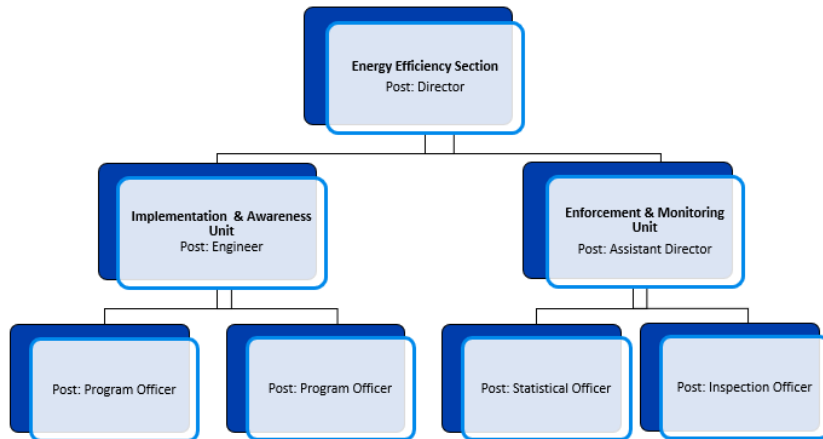 Energy Efficiency Section
Post: Director
Implementation & Awareness
Unit
Post: Engineer
Enforcement & Monitoring
Unit
Post: Assistant Director
Post: Program Officer
Post: Program Officer
Post: Statistical Officer
Post: Inspection Officer